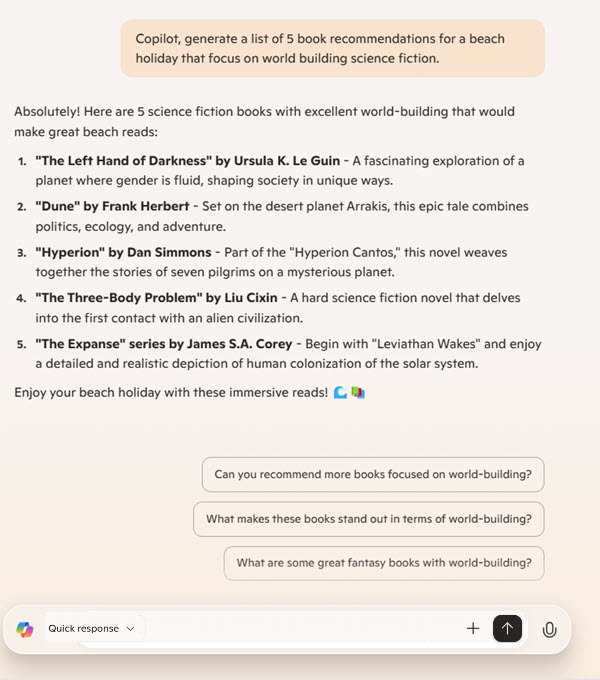 Copilot, generate a list of 5 book recommendations for a beach
holiday that focus on world building science fiction.
Absolutely! Here are 5 science fiction books with excellent world-building that would
make great beach reads:
1. "The Left Hand of Darkness" by Ursula K. Le Guin - A fascinating exploration of a
planet where gender is fluid, shaping society in unique ways.
2. "Dune" by Frank Herbert - Set on the desert planet Arrakis, this epic tale combines
politics, ecology, and adventure.
3. "Hyperion" by Dan Simmons - Part of the "Hyperion Cantos," this novel weaves
together the stories of seven pilgrims on a mysterious planet.
4. "The Three-Body Problem" by Liu Cixin - A hard science fiction novel that delves
into the first contact with an alien civilization.
5. "The Expanse" series by James S.A. Corey - Begin with "Leviathan Wakes" and enjoy
a detailed and realistic depiction of human colonization of the solar system.
Enjoy your beach holiday with these immersive reads! 🌊📚
Can you recommend more books focused on world-building?
What makes these books stand out in terms of world-building?
What are some great fantasy books with world-building?
Quick response